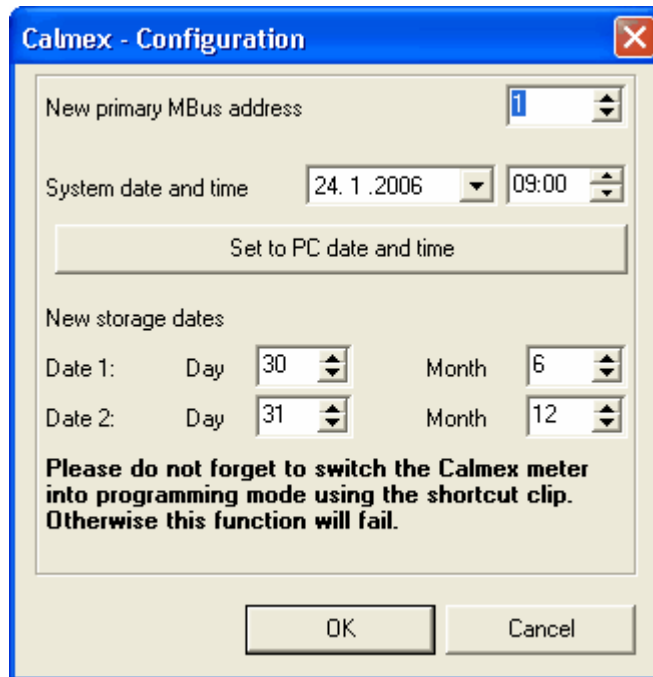 Calmex - Configuration
New primary MBus address 1
System date and time 24. 1 .2006 09:00
Set to PC date and time
New storage dates
Date 1: Day 30 Month 6
Date 2: Day 31 Month 12
Please do not forget to switch the Calmex meter
into programming mode using the shortcut clip.
Otherwise this function will fail.
OK Cancel